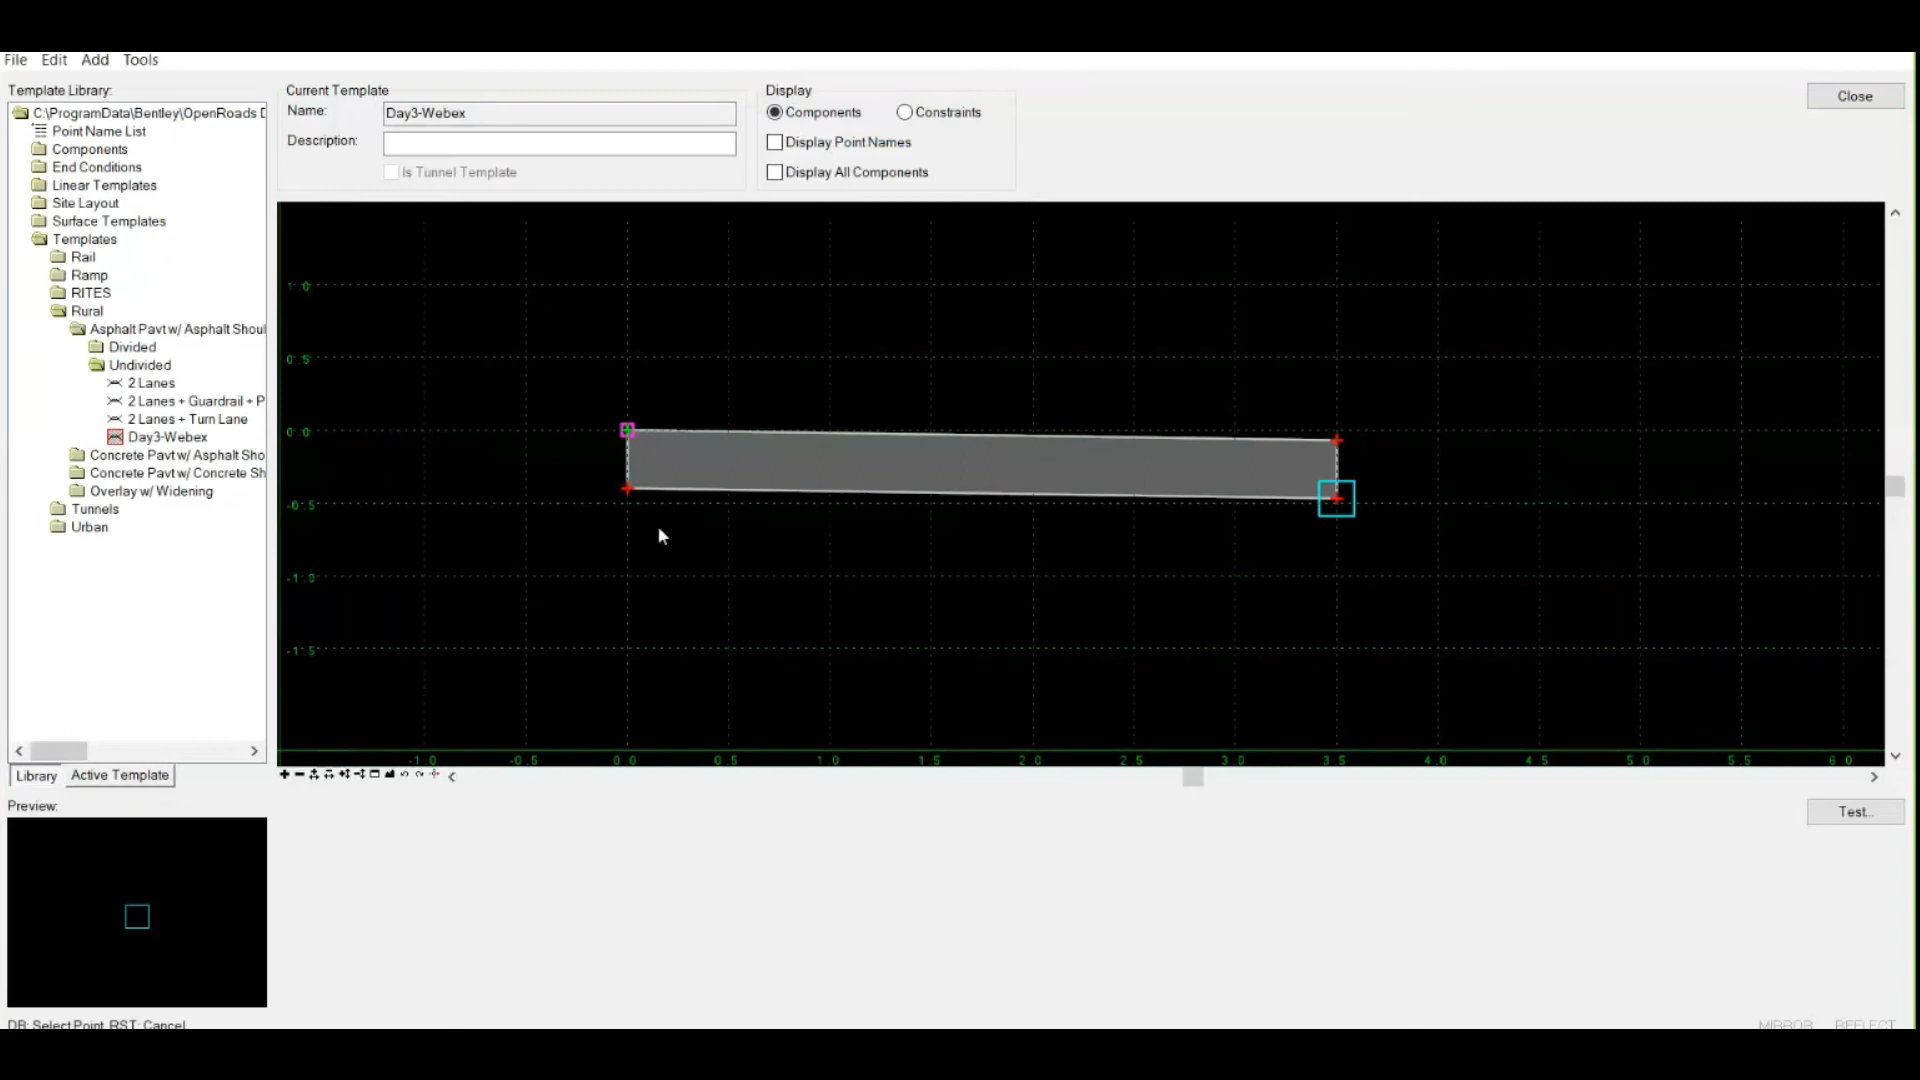 File Edit Add Tools
Template Library:
C:\ProgramData\Bentley\OpenRoads D
Point Name List
Components
End Conditions
Linear Templates
Site Layout
Surface Templates
Templates
Rail
Ramp
RITES
Rural
Asphalt Pavt w/ Asphalt Shoul
Divided
Undivided
2 Lanes
2 Lanes + Guardrail + P
2 Lanes + Turn Lane
Day3-Webex
Concrete Pavt w/ Asphalt Sho
Concrete Pavt w/ Concrete Sh
Overlay w/ Widening
Tunnels
Urban
Library Active Template
Preview:
Current Template
Name: Day3-Webex
Description:
Is Tunnel Template
Display
Components Constraints
Display Point Names
Display All Components
Close
1.0
0.5
0.0
-0.5
-1.0
-1.5
-1.0 -0.5 0.0 0.5 1.0 1.5 2.0 2.5 3.0 3.5 4.0 4.5 5.0 5.5 6.0
Test...
DB: Select Point, RST: Cancel
MIRROR REFLECT